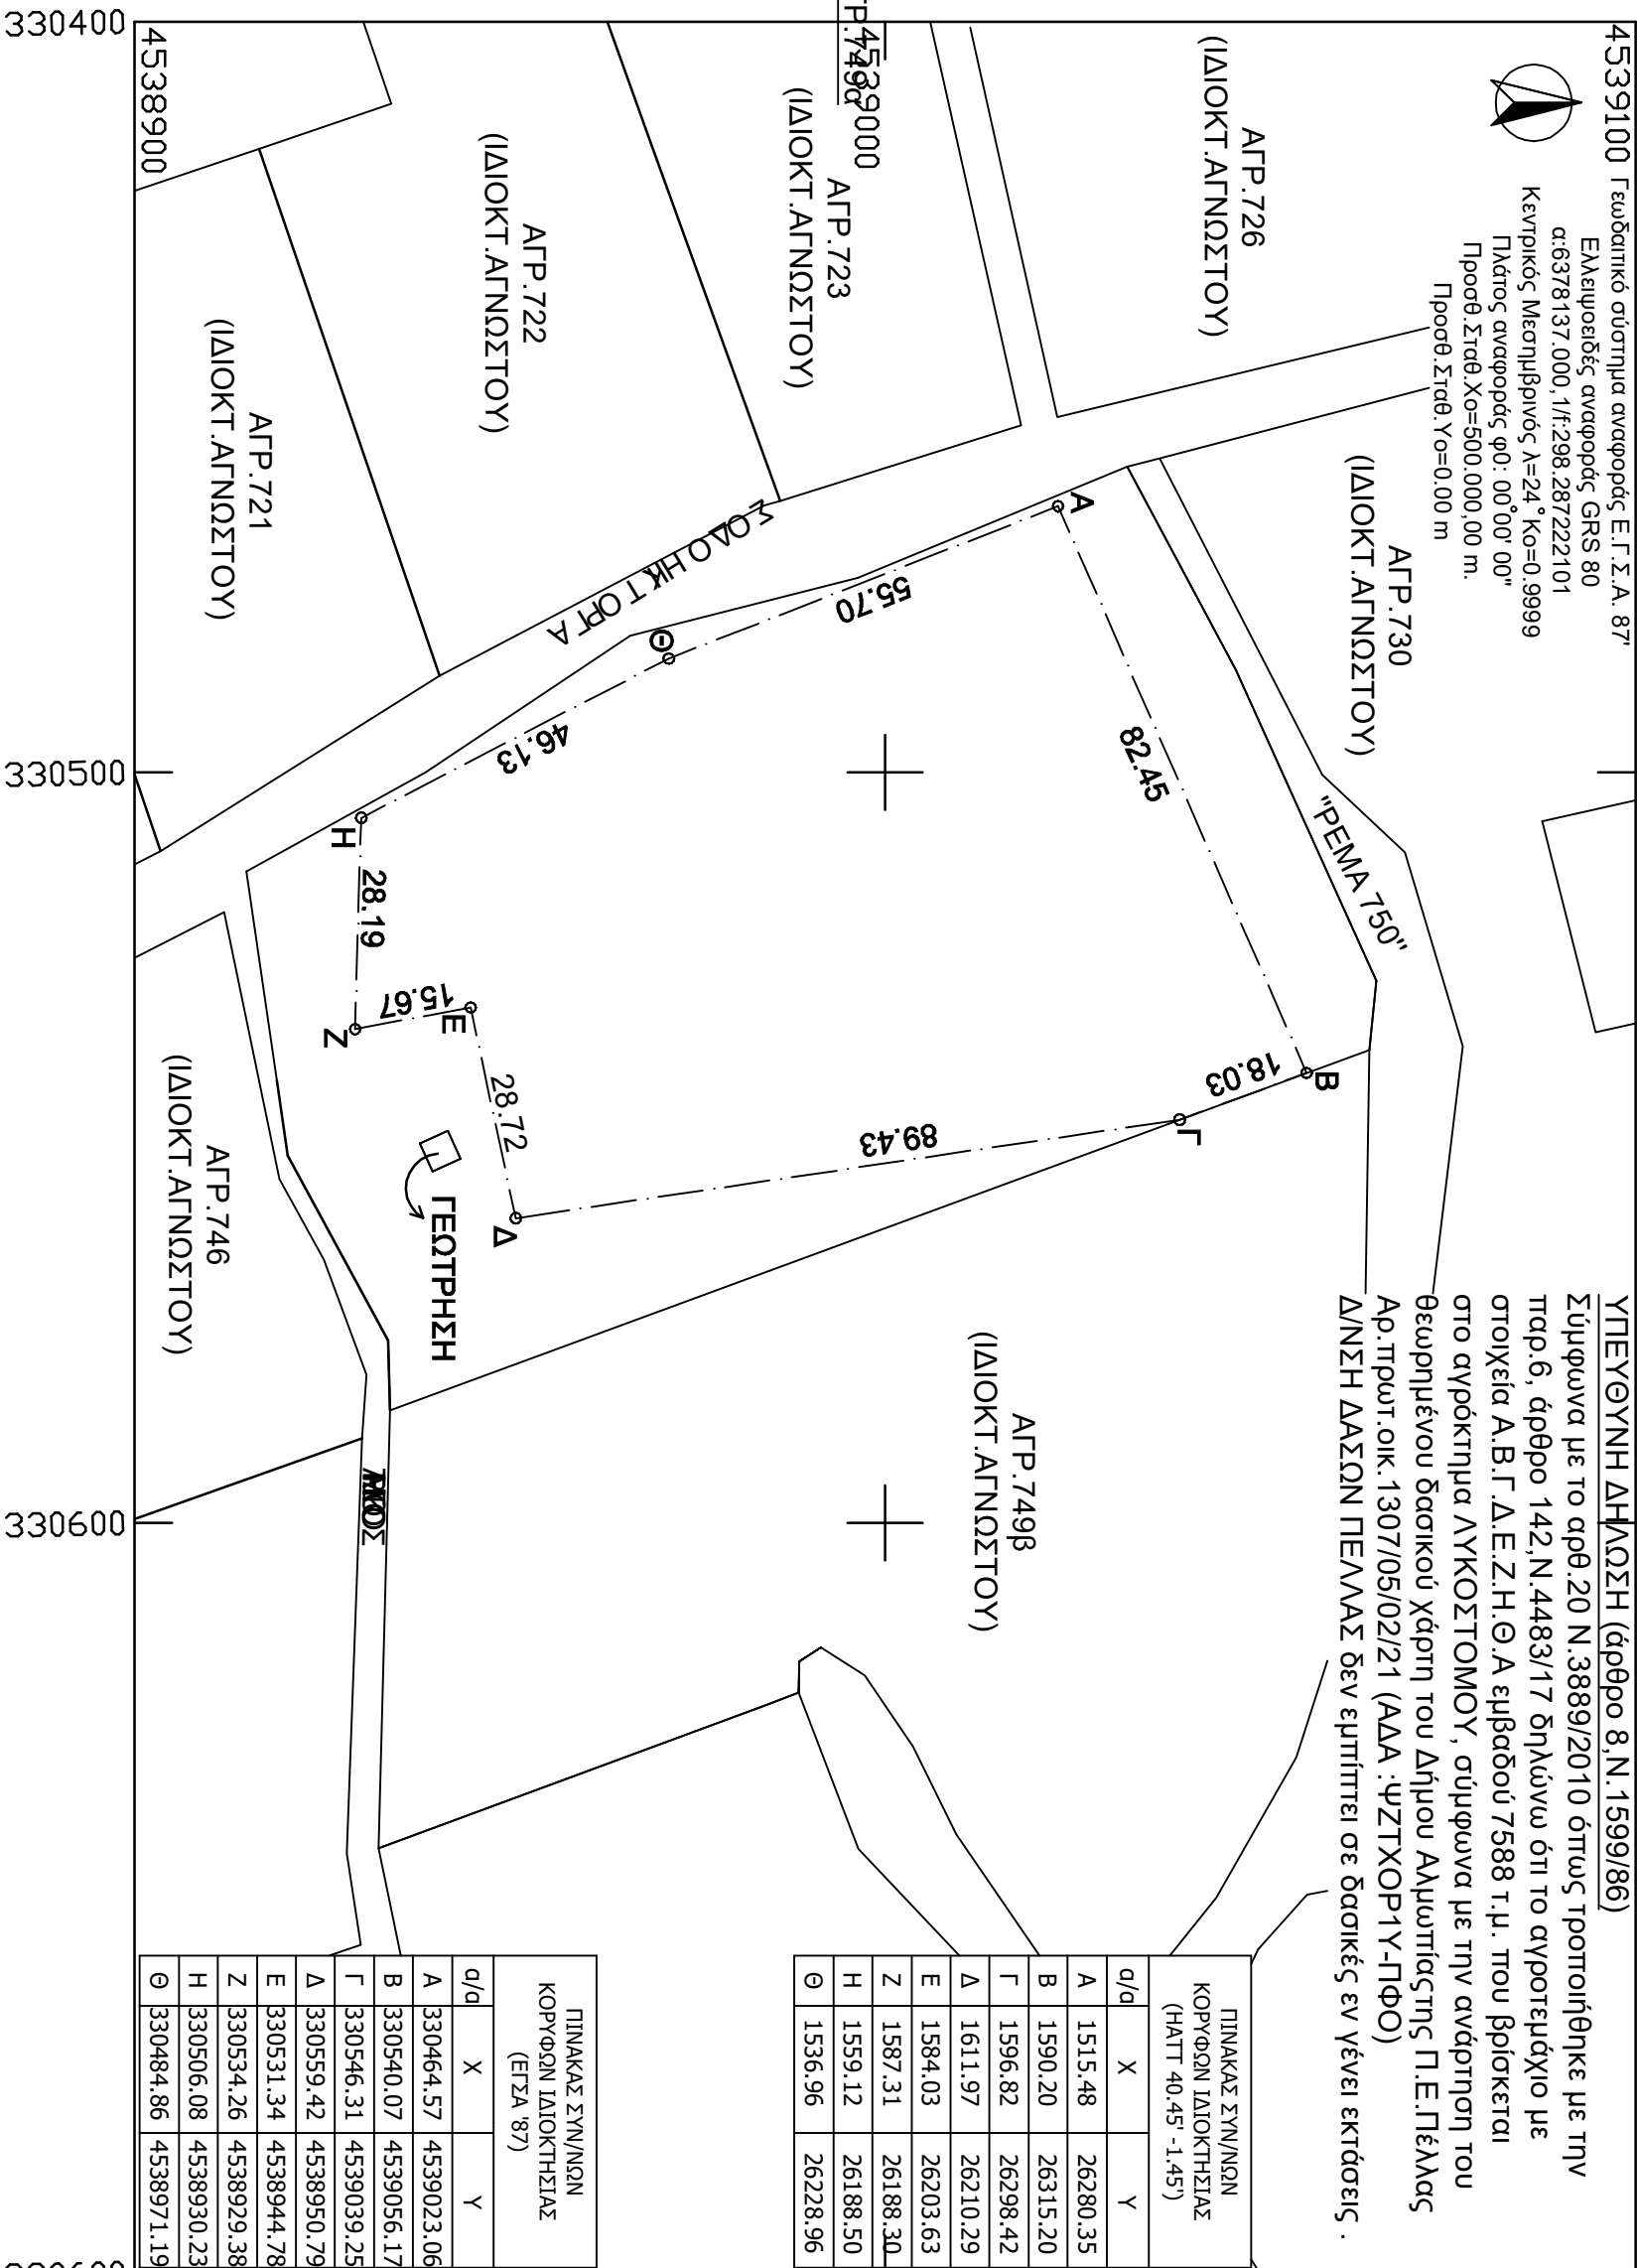 4539100
Γεωδαιτικό σύστημα αναφοράς Ε.Γ.Σ.Α. 87'
Ελλειψοειδές αναφοράς GRS 80
α:6378137.000,1/f:298.287222101
Κεντρικός Μεσημβρινός λ=24° Κο=0.9999
Πλάτος αναφοράς φ0: 00°00' 00"
Προσθ.Σταθ.Χο=500.000,00 m.
Προσθ.Σταθ.Υο=0.00 m
ΥΠΕΥΘΥΝΗ ΔΗΛΩΣΗ (άρθρο 8,Ν.1599/86)
Σύμφωνα με το αρθ.20 Ν.3889/2010 όπως τροποποιήθηκε με την
παρ.6, άρθρο 142,Ν.4483/17 δηλώνω ότι το αγροτεμάχιο με
στοιχεία Α.Β.Γ.Δ.Ε.Ζ.Η.Θ.Α εμβαδού 7588 τ.μ. που βρίσκεται
στο αγρόκτημα ΛΥΚΟΣΤΟΜΟΥ, σύμφωνα με την ανάρτηση του
θεωρημένου δασικού χάρτη του Δήμου Αλμωπίας της Π.Ε.Πέλλας
Αρ.πρωτ.οικ.1307/05/02/21 (ΑΔΑ :ΨΖΤΧΟΡ1Υ-ΠΦΟ)
Δ/ΝΣΗ ΔΑΣΩΝ ΠΕΛΛΑΣ δεν εμπίπτει σε δασικές εν γένει εκτάσεις .
ΑΓΡ.726
(ΙΔΙΟΚΤ.ΑΓΝΩΣΤΟΥ)
ΑΓΡ.730
(ΙΔΙΟΚΤ.ΑΓΝΩΣΤΟΥ)
"ΡΕΜΑ 750"
Α
82.45
Β
18.03
Γ
ΤΡ.749α
4539000
ΑΓΡ.723
(ΙΔΙΟΚΤ.ΑΓΝΩΣΤΟΥ)
55.70
89.43
ΑΓΡ.749β
(ΙΔΙΟΚΤ.ΑΓΝΩΣΤΟΥ)
ΑΓΡΟΤΙΚΗ ΟΔΟΣ
Θ
46.13
ΑΓΡ.722
(ΙΔΙΟΚΤ.ΑΓΝΩΣΤΟΥ)
Η
28.19
Ζ
15.67
Ε
28.72
Δ
ΓΕΩΤΡΗΣΗ
ΑΓΡ.721
(ΙΔΙΟΚΤ.ΑΓΝΩΣΤΟΥ)
ΑΓΡ.746
(ΙΔΙΟΚΤ.ΑΓΝΩΣΤΟΥ)
4538900
330400
330500
330600
ΠΙΝΑΚΑΣ ΣΥΝ/ΝΩΝ
ΚΟΡΥΦΩΝ ΙΔΙΟΚΤΗΣΙΑΣ
(HATT 40.45' -1.45')
α/α Χ Υ
Α 1515.48 26280.35
Β 1590.20 26315.20
Γ 1596.82 26298.42
Δ 1611.97 26210.29
Ε 1584.03 26203.63
Ζ 1587.31 26188.30
Η 1559.12 26188.50
Θ 1536.96 26228.96
ΠΙΝΑΚΑΣ ΣΥΝ/ΝΩΝ
ΚΟΡΥΦΩΝ ΙΔΙΟΚΤΗΣΙΑΣ
(ΕΓΣΑ '87)
α/α Χ Υ
Α 330464.57 4539023.06
Β 330540.07 4539056.17
Γ 330546.31 4539039.25
Δ 330559.42 4538950.79
Ε 330531.34 4538944.78
Ζ 330534.26 4538929.38
Η 330506.08 4538930.23
Θ 330484.86 4538971.19